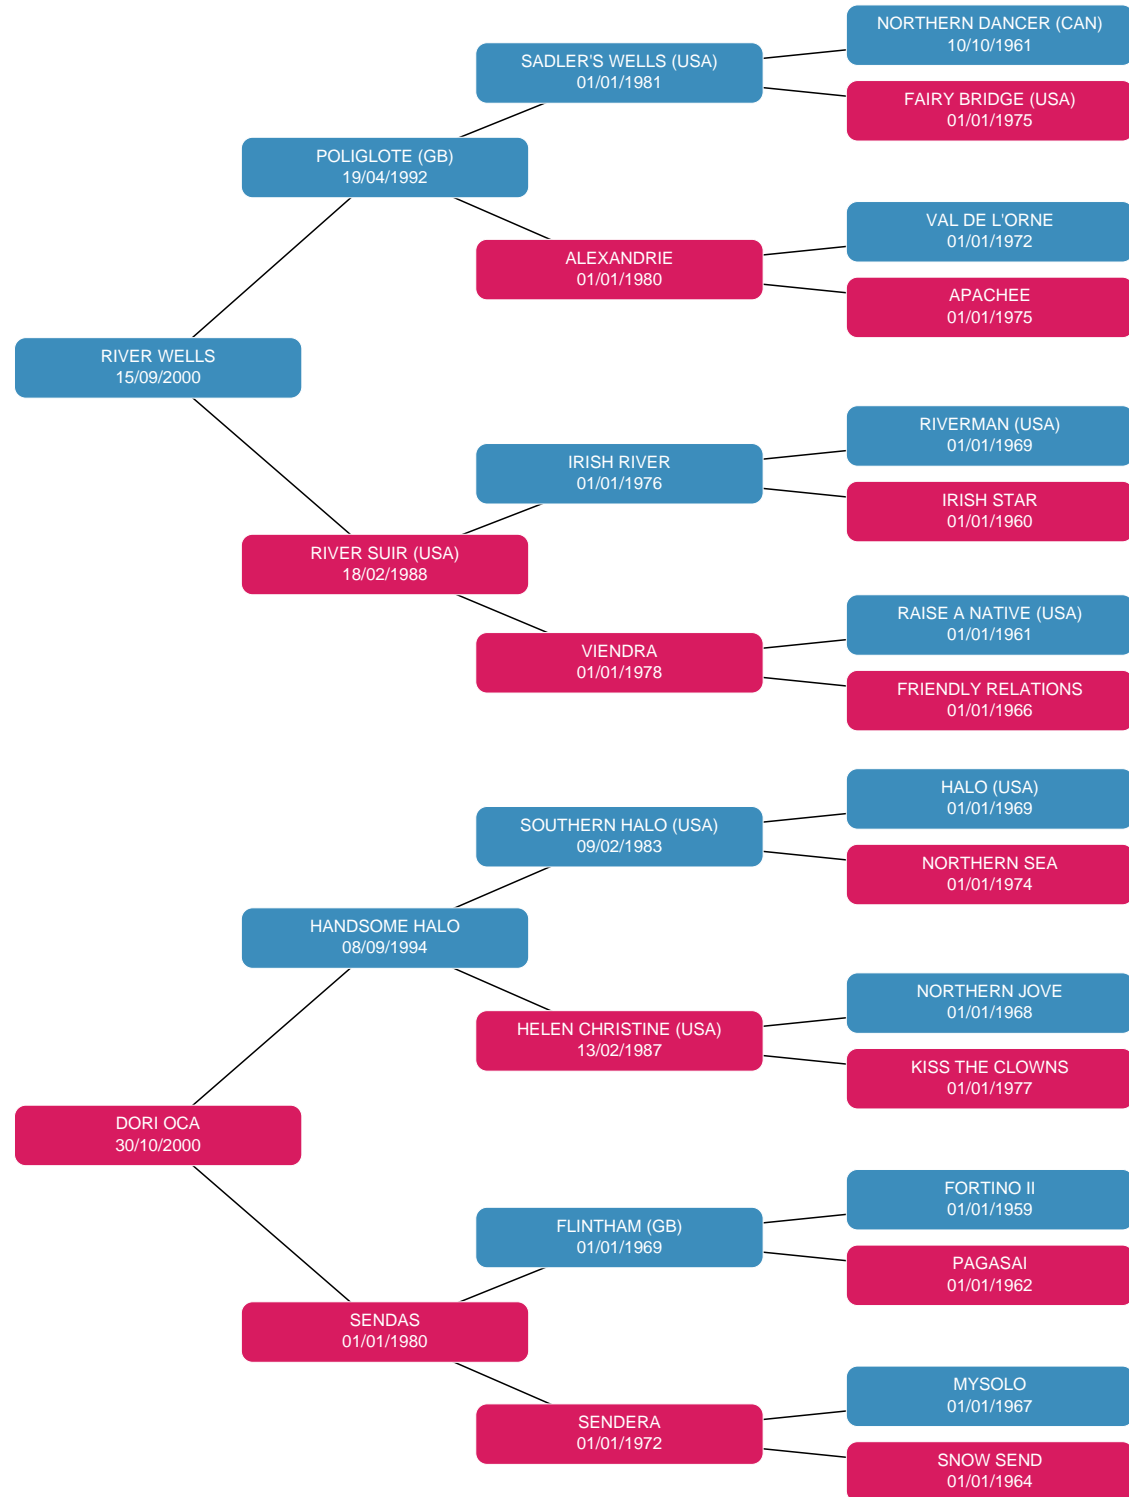 NORTHERN DANCER (CAN)
10/10/1961
SADLER'S WELLS (USA)
01/01/1981
FAIRY BRIDGE (USA)
01/01/1975
POLIGLOTE (GB)
19/04/1992
VAL DE L'ORNE
01/01/1972
ALEXANDRIE
01/01/1980
APACHEE
01/01/1975
RIVER WELLS
15/09/2000
RIVERMAN (USA)
01/01/1969
IRISH RIVER
01/01/1976
IRISH STAR
01/01/1960
RIVER SUIR (USA)
18/02/1988
RAISE A NATIVE (USA)
01/01/1961
VIENDRA
01/01/1978
FRIENDLY RELATIONS
01/01/1966
HALO (USA)
01/01/1969
SOUTHERN HALO (USA)
09/02/1983
NORTHERN SEA
01/01/1974
HANDSOME HALO
08/09/1994
NORTHERN JOVE
01/01/1968
HELEN CHRISTINE (USA)
13/02/1987
KISS THE CLOWNS
01/01/1977
DORI OCA
30/10/2000
FORTINO II
01/01/1959
FLINTHAM (GB)
01/01/1969
PAGASAI
01/01/1962
SENDAS
01/01/1980
MYSOLO
01/01/1967
SENDERA
01/01/1972
SNOW SEND
01/01/1964